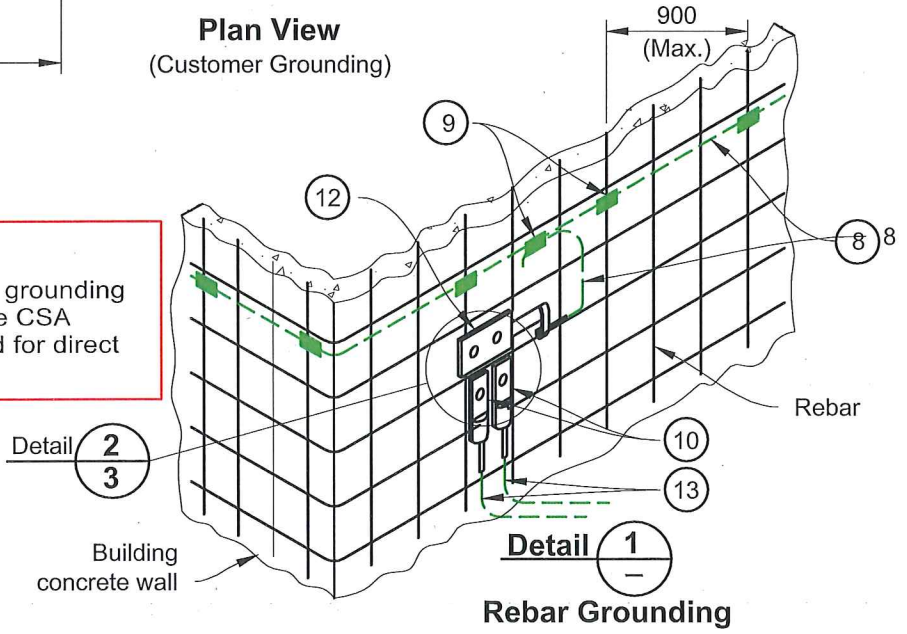 Plan View
(Customer Grounding)
900
(Max.)
9
12
8
8
grounding
e CSA
d for direct
Detail
2
3
Rebar
10
13
Building
concrete wall
Detail
1
–
Rebar Grounding